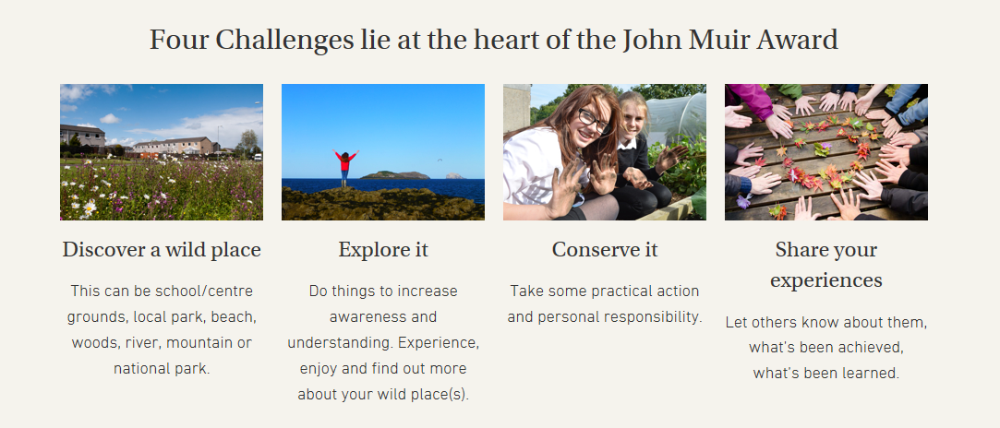 Four Challenges lie at the heart of the John Muir Award
Discover a wild place
This can be school/centre
grounds, local park, beach,
woods, river, mountain or
national park.
Explore it
Do things to increase
awareness and
understanding. Experience,
enjoy and find out more
about your wild place(s).
Conserve it
Take some practical action
and personal responsibility.
Share your
experiences
Let others know about them,
what's been achieved,
what's been learned.